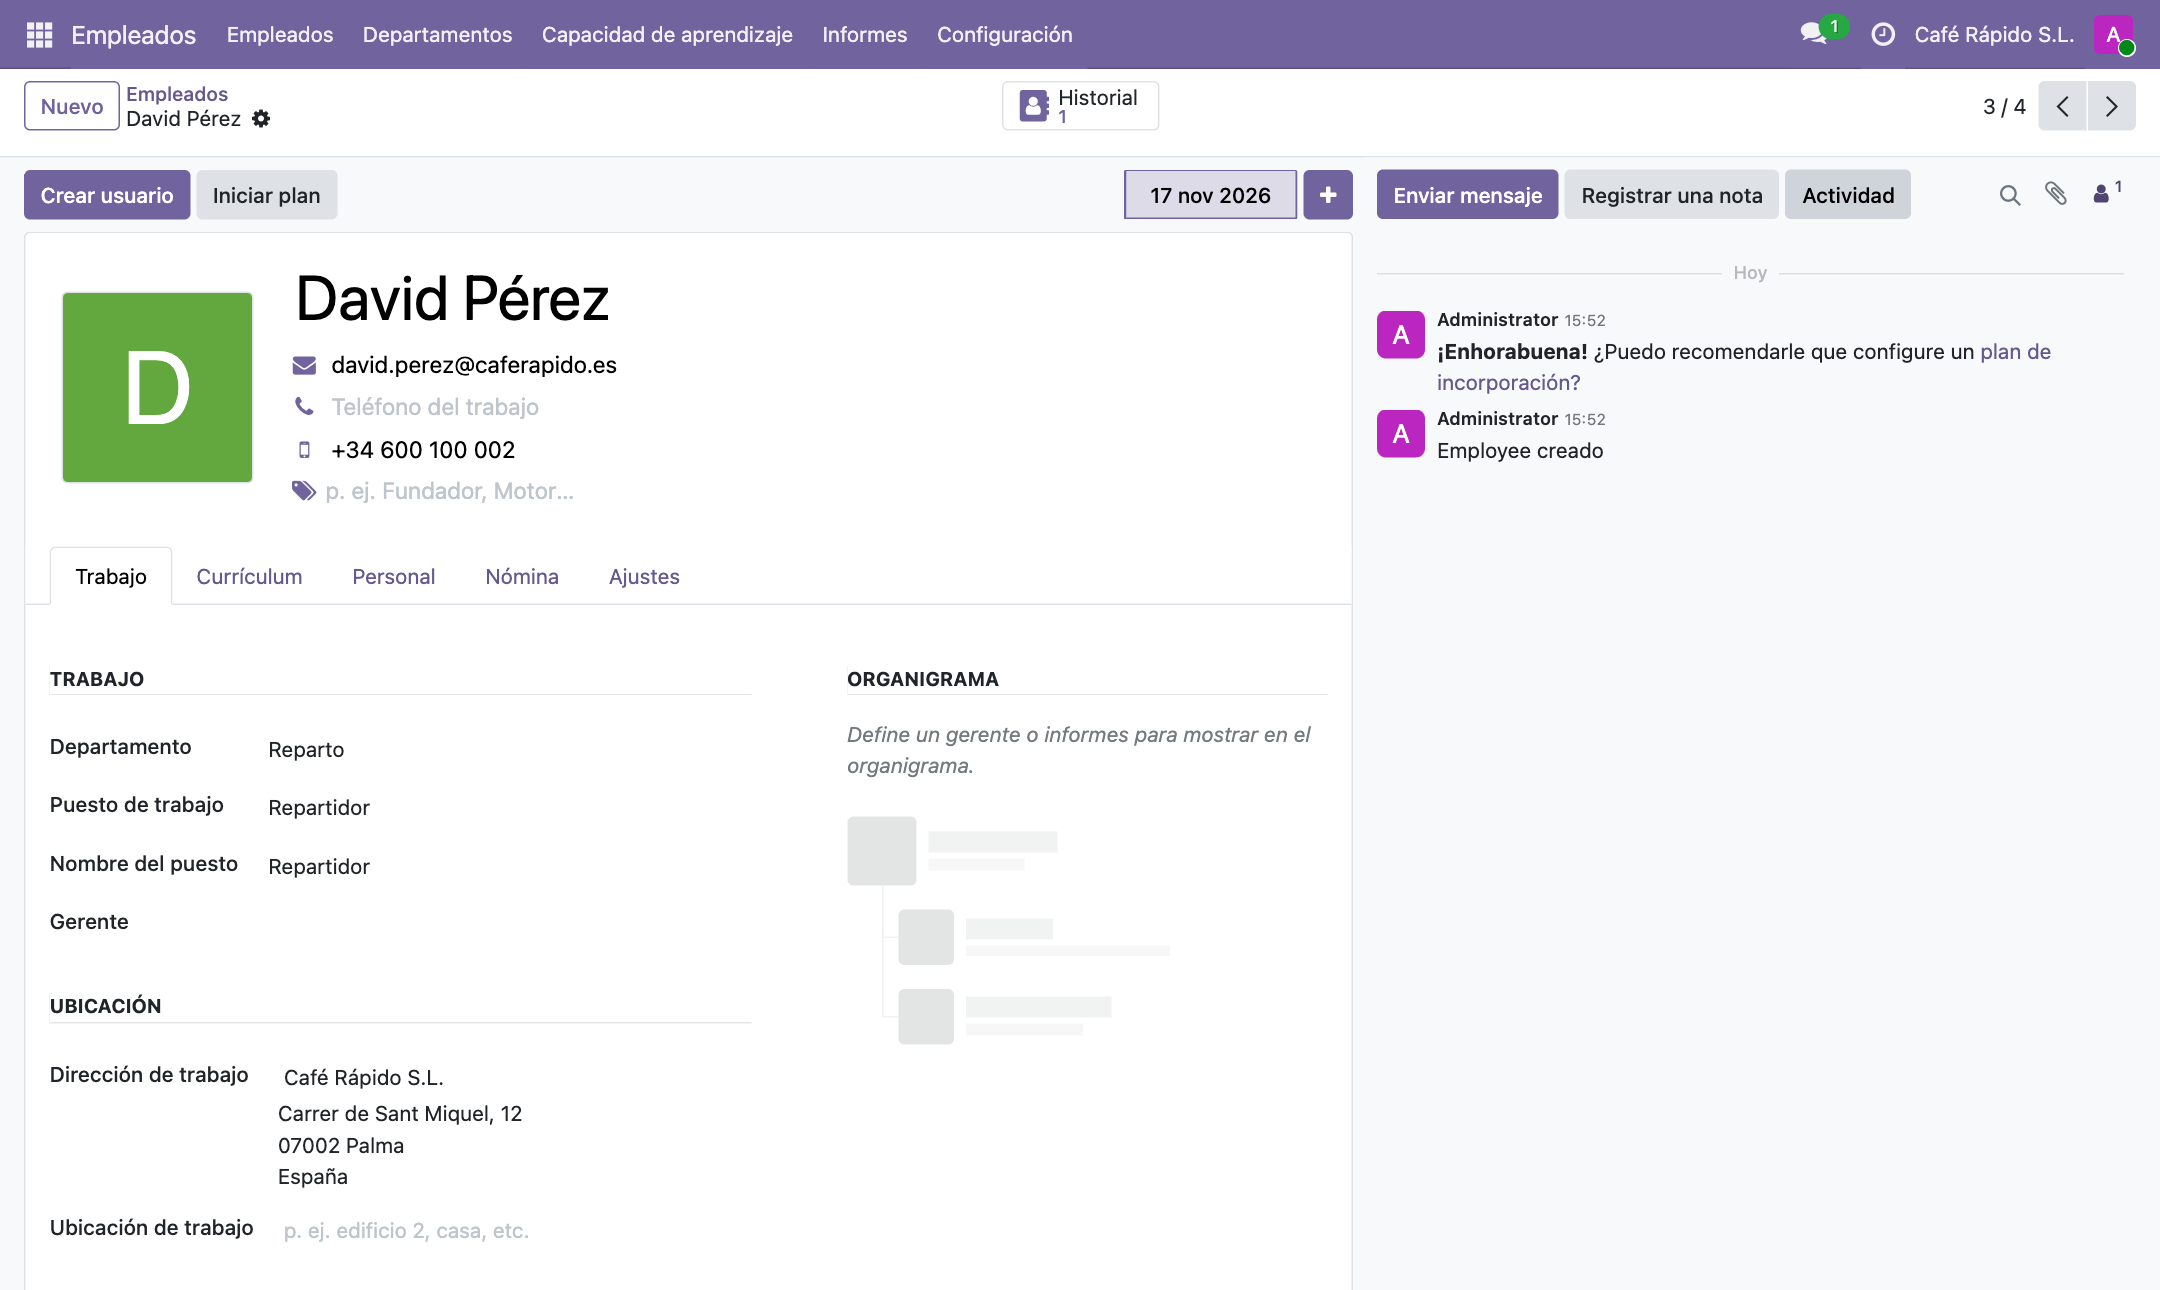 Empleados Empleados Departamentos Capacidad de aprendizaje Informes Configuración 1 Café Rápido S.L. A
Nuevo
Empleados
David Pérez
Historial
1
3 / 4
Crear usuario Iniciar plan 17 nov 2026 + Enviar mensaje Registrar una nota Actividad 1
D
David Pérez
david.perez@caferapido.es
Teléfono del trabajo
+34 600 100 002
p. ej. Fundador, Motor...
Trabajo Currículum Personal Nómina Ajustes
TRABAJO
Departamento Reparto
Puesto de trabajo Repartidor
Nombre del puesto Repartidor
Gerente
UBICACIÓN
Dirección de trabajo Café Rápido S.L.
Carrer de Sant Miquel, 12
07002 Palma
España
Ubicación de trabajo p. ej. edificio 2, casa, etc.
ORGANIGRAMA
Define un gerente o informes para mostrar en el
organigrama.
Hoy
A
Administrator 15:52
¡Enhorabuena! ¿Puedo recomendarle que configure un plan de
incorporación?
A
Administrator 15:52
Employee creado